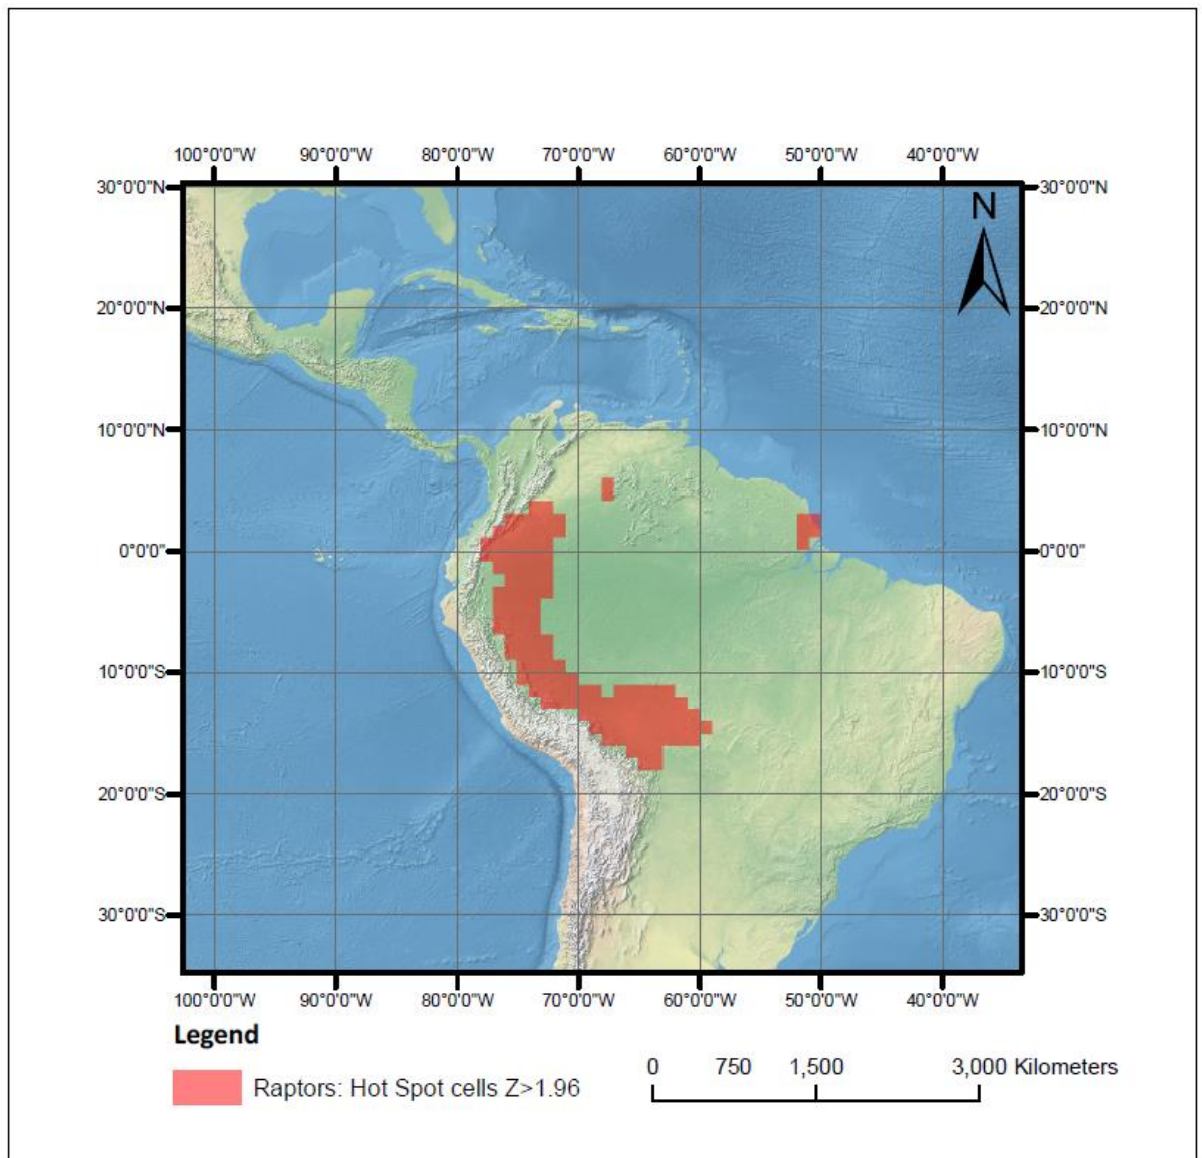 100°0'0"W 90°0'0"W 80°0'0"W 70°0'0"W 60°0'0"W 50°0'0"W 40°0'0"W
30°0'0"N 30°0'0"N
N
20°0'0"N 20°0'0"N
10°0'0"N 10°0'0"N
0°0'0" 0°0'0"
10°0'0"S 10°0'0"S
20°0'0"S 20°0'0"S
30°0'0"S 30°0'0"S
100°0'0"W 90°0'0"W 80°0'0"W 70°0'0"W 60°0'0"W 50°0'0"W 40°0'0"W
Legend
0 750 1,500 3,000 Kilometers
Raptors: Hot Spot cells Z>1.96